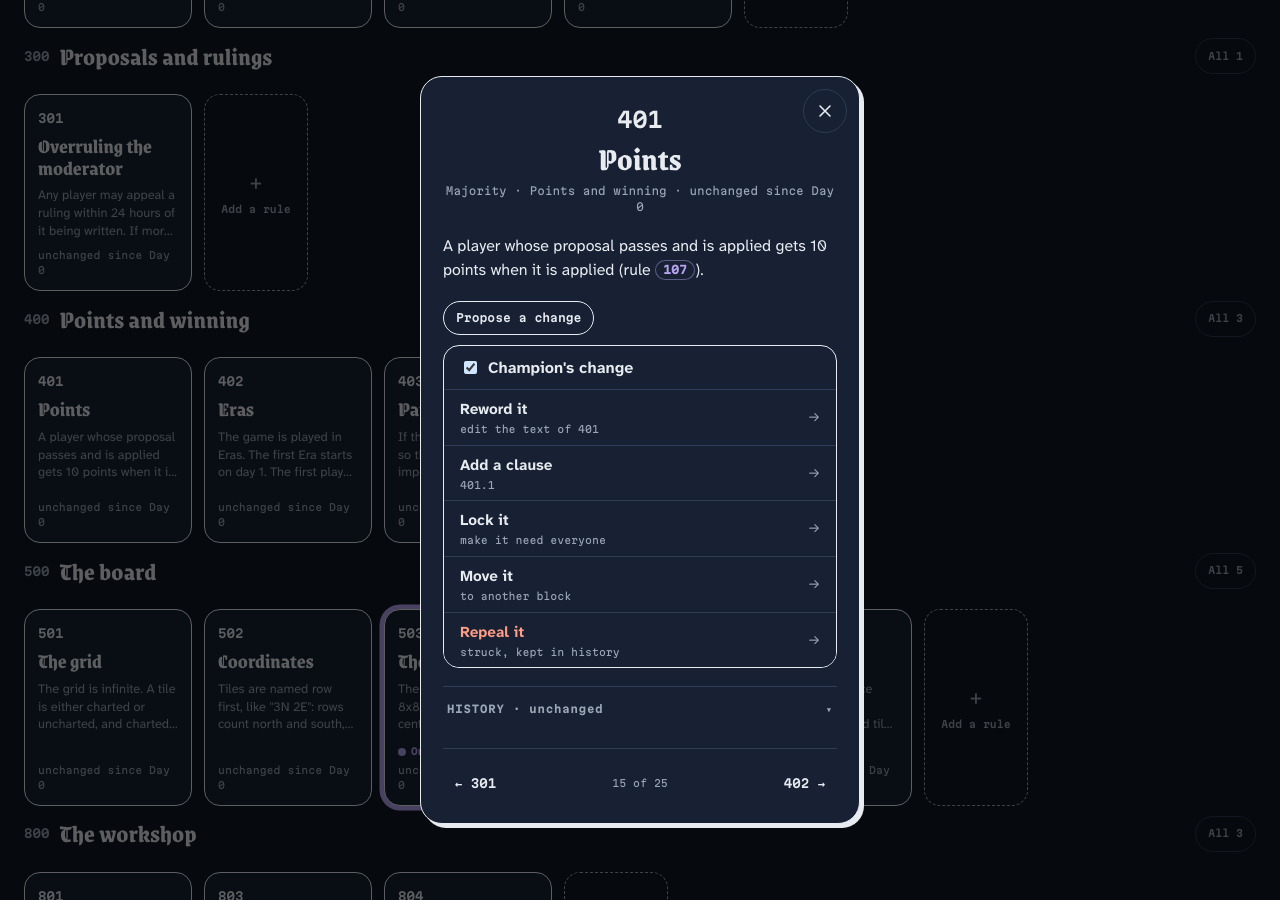 0
0
0
0
300 Proposals and rulings
All 1
301
Overruling the
moderator
Any player may appeal a
ruling within 24 hours of
it being written. If mor...
unchanged since Day
0
+
Add a rule
400 Points and winning
All 3
401
Points
A player whose proposal
passes and is applied
gets 10 points when it i...
unchanged since Day
0
402
Eras
The game is played in
Eras. The first Era starts
on day 1. The first play...
unchanged since Day
0
403
0
500 The board
All 5
501
The grid
The grid is infinite. A tile
is either charted or
uncharted, and charted...
unchanged since Day
0
502
Coordinates
Tiles are named row
first, like "3N 2E": rows
count north and south,...
unchanged since Day
0
503
8x8
0
Day
+
Add a rule
800 The workshop
All 3
801
803
804
401
Points
Majority · Points and winning · unchanged since Day
0
A player whose proposal passes and is applied gets 10
points when it is applied (rule 107).
Propose a change
Champion's change
Reword it
edit the text of 401
→
Add a clause
401.1
→
Lock it
make it need everyone
→
Move it
to another block
→
Repeal it
struck, kept in history
→
HISTORY · unchanged
▾
← 301
15 of 25
402 →